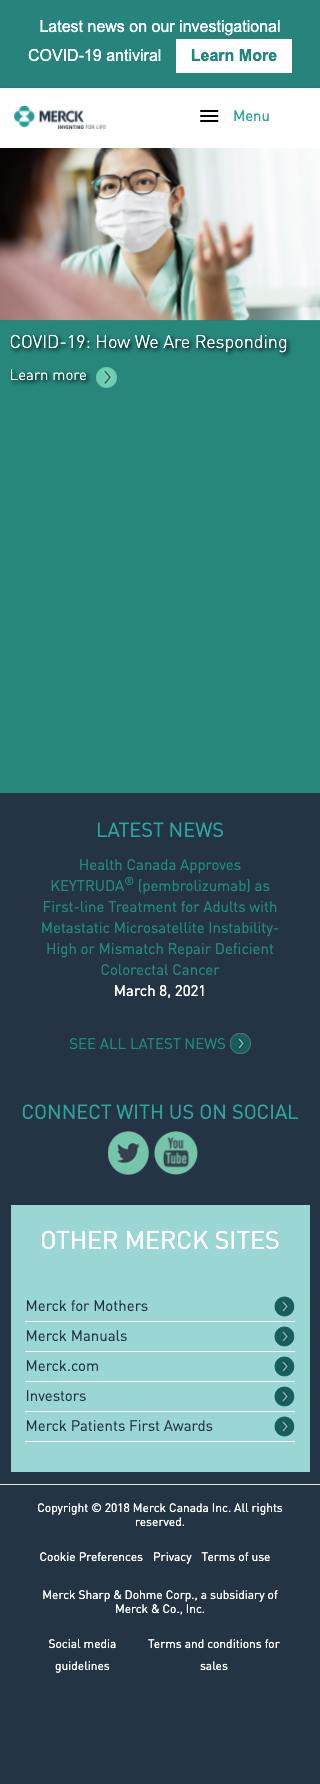 Latest news on our investigational
COVID-19 antiviral Learn More
MERCK
INVENTING FOR LIFE
Menu
COVID-19: How We Are Responding
Learn more
LATEST NEWS
Health Canada Approves
KEYTRUDA® (pembrolizumab) as
First-line Treatment for Adults with
Metastatic Microsatellite Instability-
High or Mismatch Repair Deficient
Colorectal Cancer
March 8, 2021
SEE ALL LATEST NEWS
CONNECT WITH US ON SOCIAL
You
Tube
OTHER MERCK SITES
Merck for Mothers
Merck Manuals
Merck.com
Investors
Merck Patients First Awards
Copyright © 2018 Merck Canada Inc. All rights
reserved.
Cookie Preferences Privacy Terms of use
Merck Sharp & Dohme Corp., a subsidiary of
Merck & Co., Inc.
Social media
guidelines
Terms and conditions for
sales